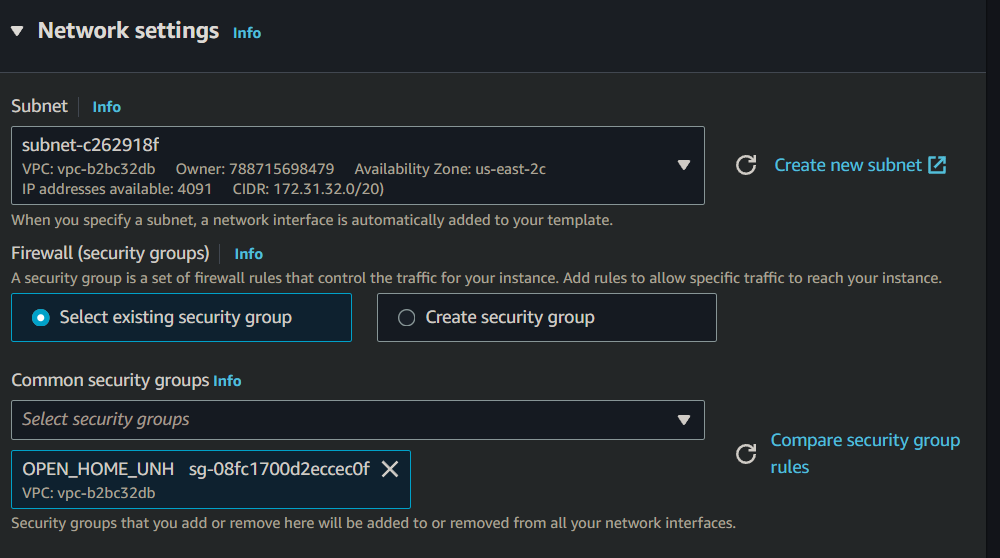 Network settings Info
Subnet Info
subnet-c262918f
VPC: vpc-b2bc32db Owner: 788715698479 Availability Zone: us-east-2c
IP addresses available: 4091 CIDR: 172.31.32.0/20)
Create new subnet
When you specify a subnet, a network interface is automatically added to your template.
Firewall (security groups) Info
A security group is a set of firewall rules that control the traffic for your instance. Add rules to allow specific traffic to reach your instance.
Select existing security group
Create security group
Common security groups Info
Select security groups
Compare security group
rules
OPEN_HOME_UNH sg-08fc1700d2eccec0f
VPC: vpc-b2bc32db
Security groups that you add or remove here will be added to or removed from all your network interfaces.